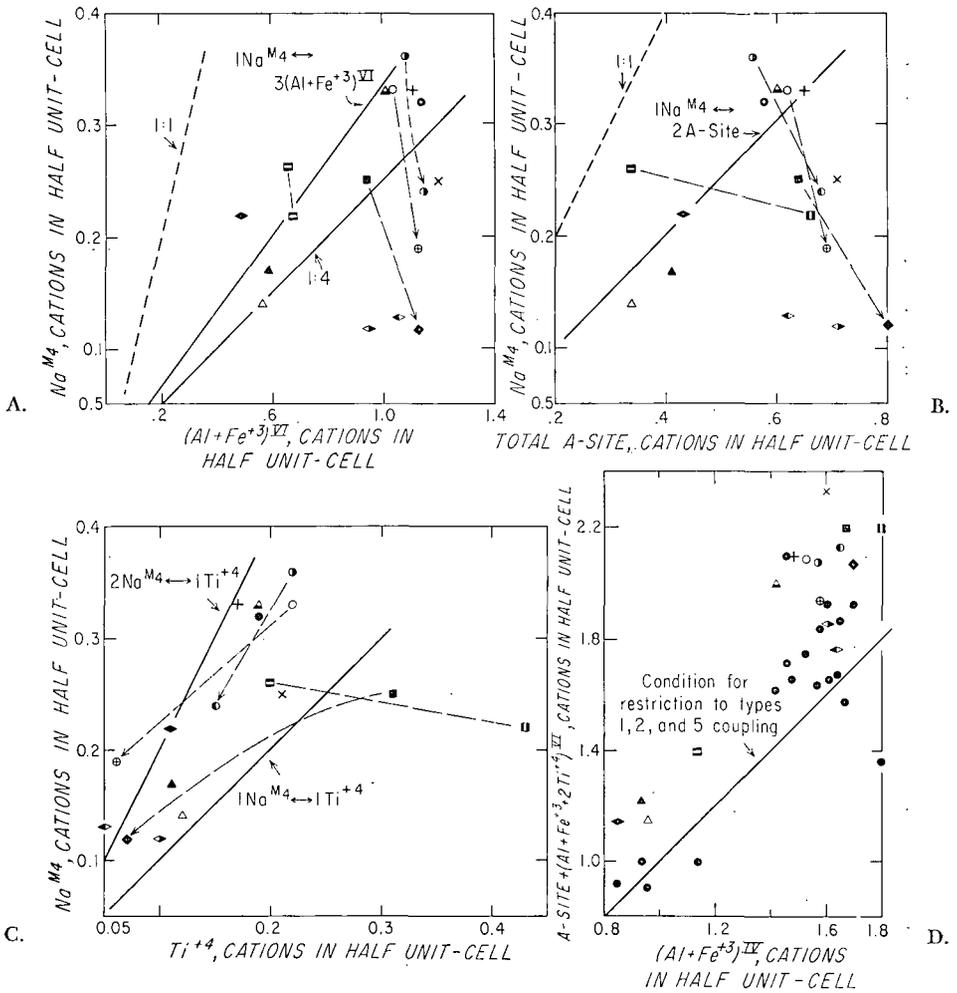 A.
Na^M4, CATIONS IN HALF UNIT-CELL
0.4
0.3
0.2
0.1
0.5
.2
.6
1.0
1.4
(Al+Fe+3)^VI, CATIONS IN
HALF UNIT-CELL
1:1
1Na^M4 ↔
3(Al+Fe+3)^VI
1:4
B.
Na^M4, CATIONS IN HALF UNIT-CELL
0.4
0.3
0.2
0.1
0.5
.2
.4
.6
.8
TOTAL A-SITE, CATIONS IN HALF UNIT-CELL
1:1
1Na^M4 ↔
2A-Site
C.
Na^M4, CATIONS IN HALF UNIT-CELL
0.4
0.3
0.2
0.1
0.05
0.2
0.3
0.4
Ti+4, CATIONS IN HALF UNIT-CELL
2Na^M4 ↔ 1Ti+4
1Na^M4 ↔ 1Ti+4
D.
A-SITE+(Al+Fe+3+2Ti+4)^VI, CATIONS IN HALF UNIT-CELL
2.2
1.8
1.4
1.0
0.8
1.2
1.6
1.8
(Al+Fe+3)^IV, CATIONS
IN HALF UNIT-CELL
Condition for
restriction to types
1,2, and 5 coupling